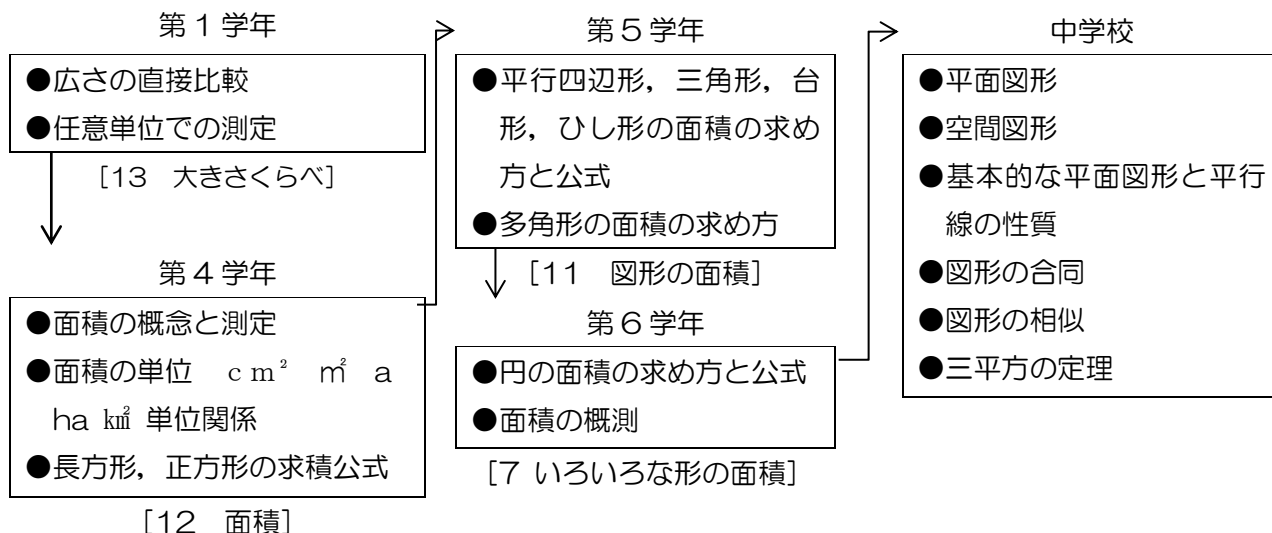 第１学年
●広さの直接比較
●任意単位での測定
［13　大きさくらべ］
第４学年
●面積の概念と測定
●面積の単位　ｃｍ²　㎡　a
ha ㎢ 単位関係
●長方形，正方形の求積公式
［12　面積］
第５学年
●平行四辺形，三角形，台
形，ひし形の面積の求め
方と公式
●多角形の面積の求め方
［11　図形の面積］
第６学年
●円の面積の求め方と公式
●面積の概測
［7 いろいろな形の面積］
中学校
●平面図形
●空間図形
●基本的な平面図形と平行
線の性質
●図形の合同
●図形の相似
●三平方の定理